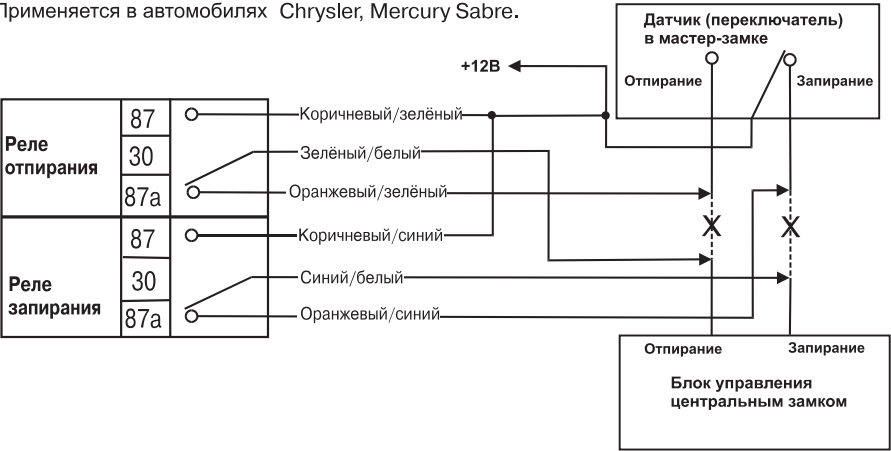 Применяется в автомобилях Chrysler, Mercury Sabre.
Датчик (переключатель)
в мастер-замке
+12В
Отпирание
Запирание
Реле
отпирания
87
Коричневый/зелёный
30
Зелёный/белый
87а
Оранжевый/зелёный
Реле
запирания
87
Коричневый/синий
X
X
30
Синий/белый
87а
Оранжевый/синий
Отпирание
Запирание
Блок управления
центральным замком